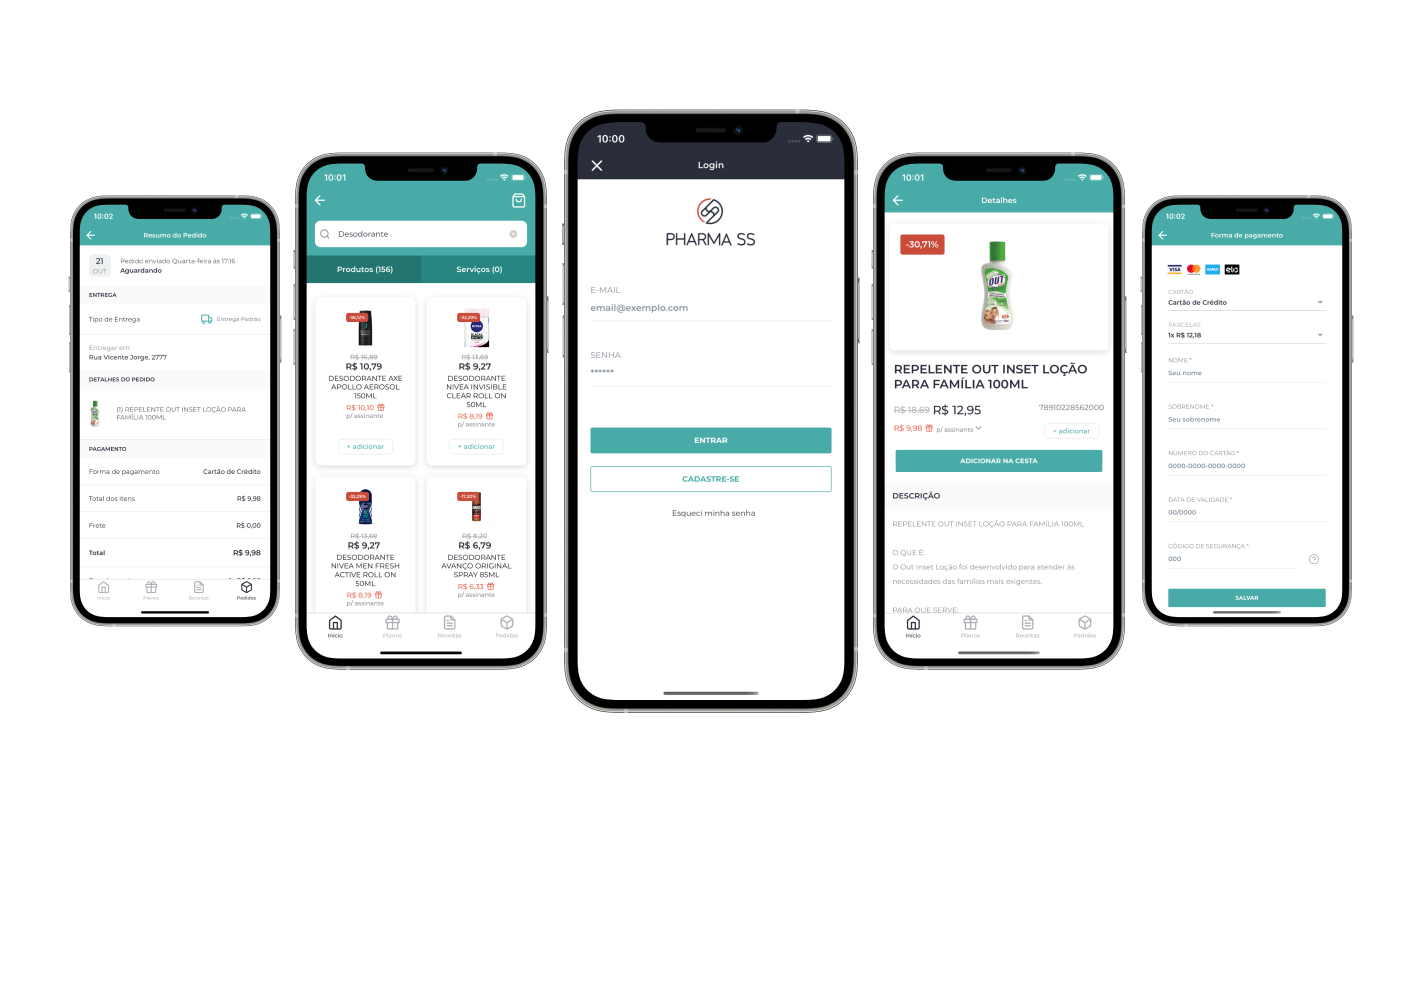 10:02
Resumo do Pedido
21
OUT
Pedido enviado Quarta-feira às 17:16
Aguardando
ENTREGA
Tipo de Entrega
Entrega Padrão
Entregar em
Rua Vicente Jorge, 2777
DETALHES DO PEDIDO
(1) REPELENTE OUT INSET LOÇÃO PARA
FAMÍLIA 100ML
PAGAMENTO
Forma de pagamento
Cartão de Crédito
Total dos itens
R$ 9,98
Frete
R$ 0,00
Total
R$ 9,98
Início
Planos
Receitas
Pedidos
10:01
Desodorante
Produtos (156)
Serviços (0)
-36,12%
R$ 16,89
R$ 10,79
DESODORANTE AXE
APOLLO AEROSOL
150ML
R$ 10,10
p/ assinante
+ adicionar
-32,29%
NIVEA
R$ 13,69
R$ 9,27
DESODORANTE
NIVEA INVISIBLE
CLEAR ROLL ON
50ML
R$ 8,19
p/ assinante
+ adicionar
-32,29%
R$ 13,69
R$ 9,27
DESODORANTE
NIVEA MEN FRESH
ACTIVE ROLL ON
50ML
R$ 8,19
p/ assinante
-17,20%
R$ 8,20
R$ 6,79
DESODORANTE
AVANÇO ORIGINAL
SPRAY 85ML
R$ 6,33
p/ assinante
Início
Planos
Receitas
Pedidos
10:00
Login
PHARMA SS
E-MAIL
email@exemplo.com
SENHA
******
ENTRAR
CADASTRE-SE
Esqueci minha senha
10:01
Detalhes
-30,71%
OUT
REPELENTE OUT INSET LOÇÃO
PARA FAMÍLIA 100ML
R$ 18,69 R$ 12,95
78910228562000
R$ 9,98 p/ assinante
+ adicionar
ADICIONAR NA CESTA
DESCRIÇÃO
REPELENTE OUT INSET LOÇÃO PARA FAMÍLIA 100ML
O QUE É:
O Out Inset Loção foi desenvolvido para atender às
necessidades das famílias mais exigentes.
PARA QUE SERVE:
Início
Planos
Receitas
Pedidos
10:02
Forma de pagamento
VISA
elo
CARTÃO
Cartão de Crédito
PARCELAS
1x R$ 12,18
NOME *
Seu nome
SOBRENOME *
Seu sobrenome
NÚMERO DO CARTÃO *
0000-0000-0000-0000
DATA DE VALIDADE *
00/0000
CÓDIGO DE SEGURANÇA *
000
SALVAR